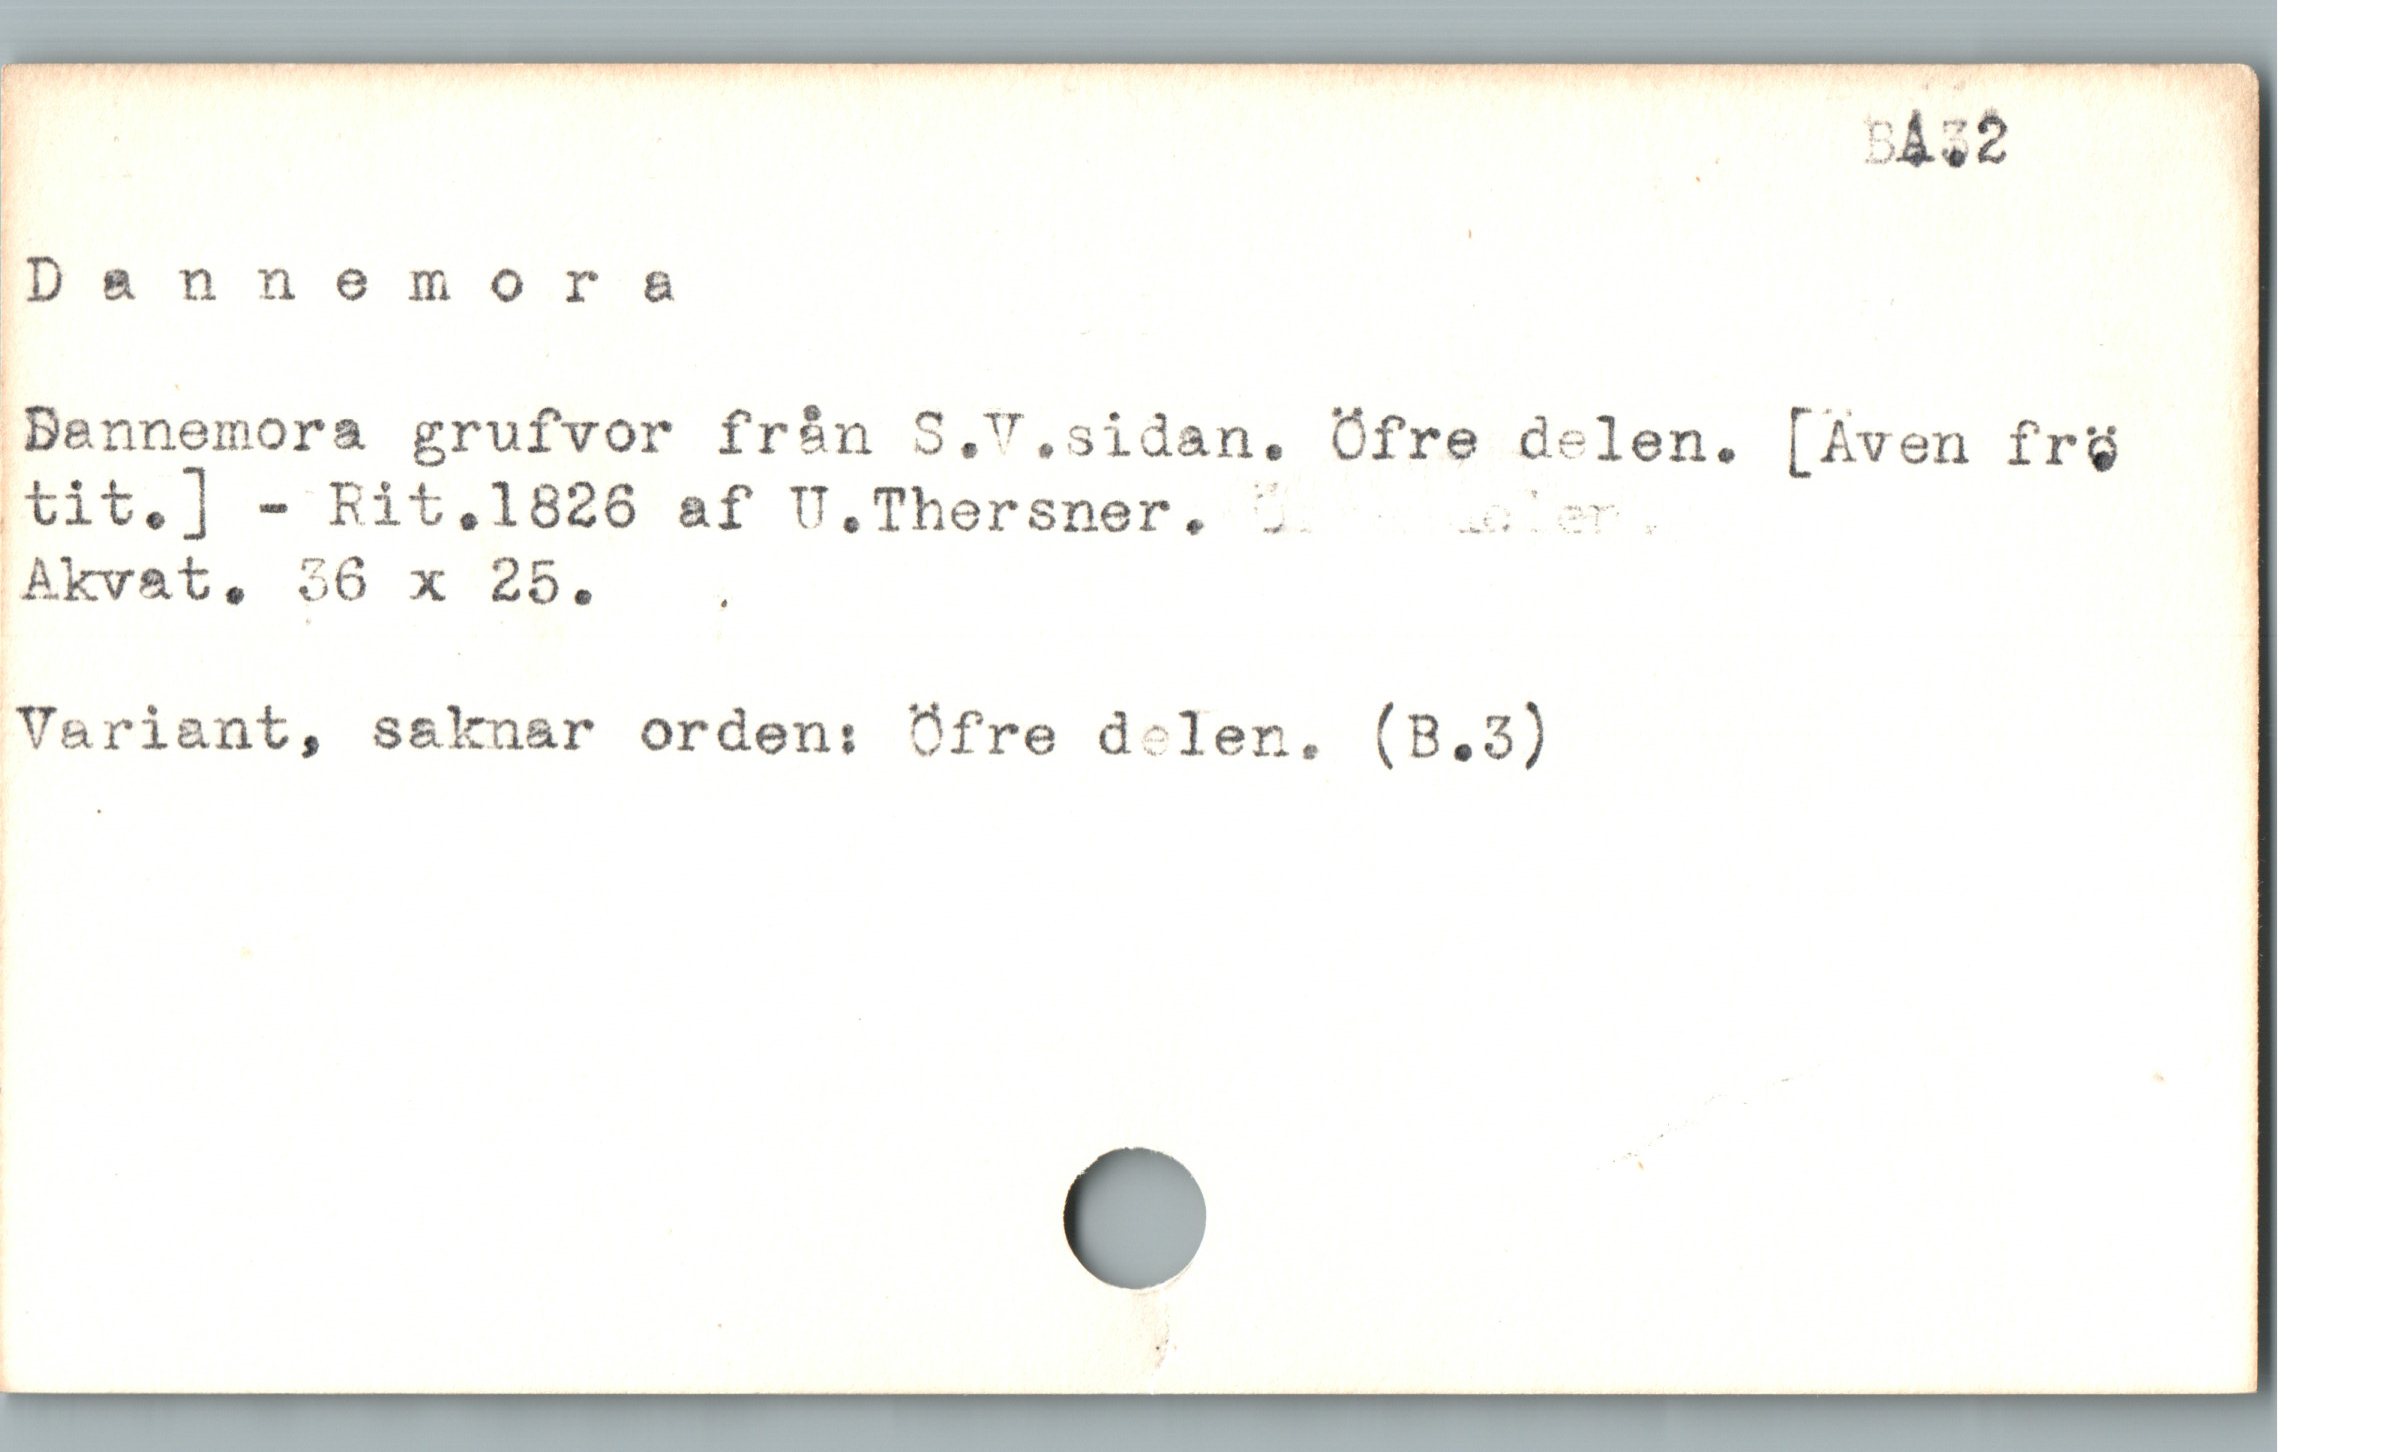 A.2
D a n n e m o r a
Dannemora grufvor från S.V.sidan. Öfre delen. [Även frö
tit.] - Rit.1826 af U.Thersner.
Akvat. 36 x 25.
Variant, saknar orden: Öfre delen. (B.3)